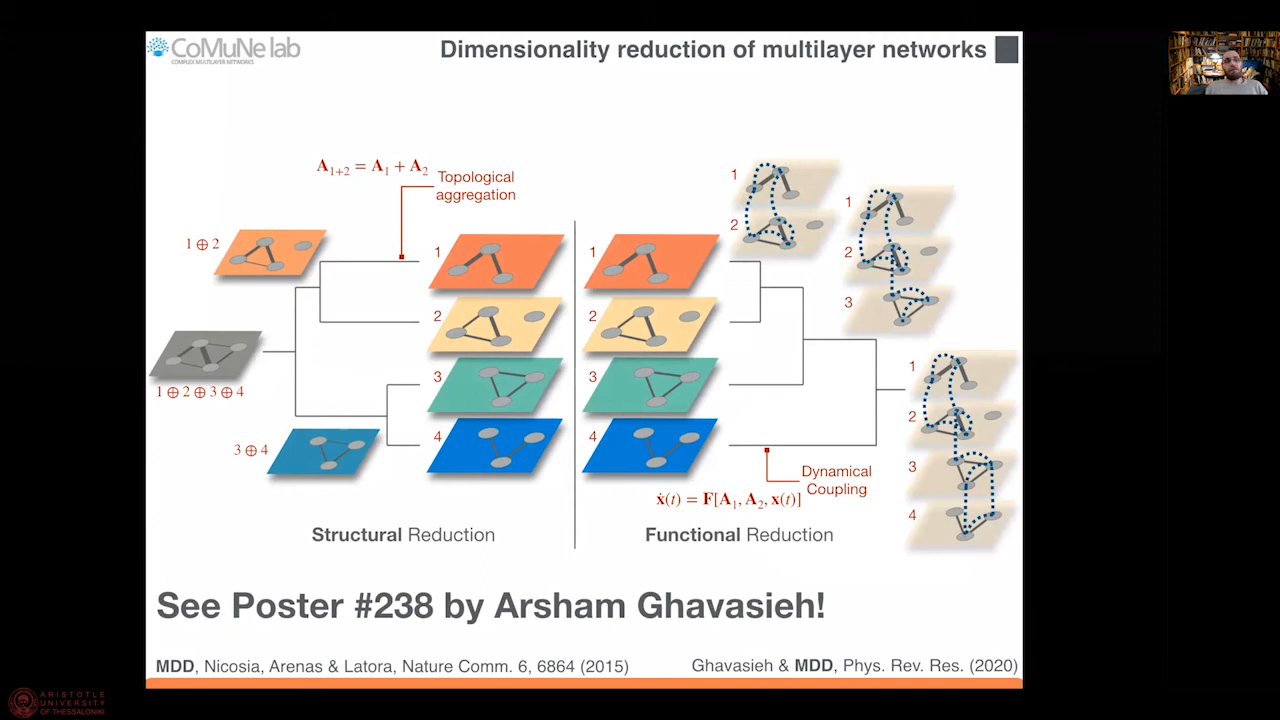 CoMuNe lab
COMPLEX MULTILAYER NETWORKS
Dimensionality reduction of multilayer networks
A₁₊₂ = A₁ + A₂
Topological
aggregation
1 ⊕ 2
1
2
3
4
1 ⊕ 2 ⊕ 3 ⊕ 4
3 ⊕ 4
Structural Reduction
1
2
3
4
1
2
1
2
3
1
2
3
4
Dynamical
Coupling
ẋ(t) = F[A₁, A₂, x(t)]
Functional Reduction
See Poster #238 by Arsham Ghavasieh!
MDD, Nicosia, Arenas & Latora, Nature Comm. 6, 6864 (2015)
Ghavasieh & MDD, Phys. Rev. Res. (2020)
ARISTOTLE
UNIVERSITY
OF THESSALONIKI